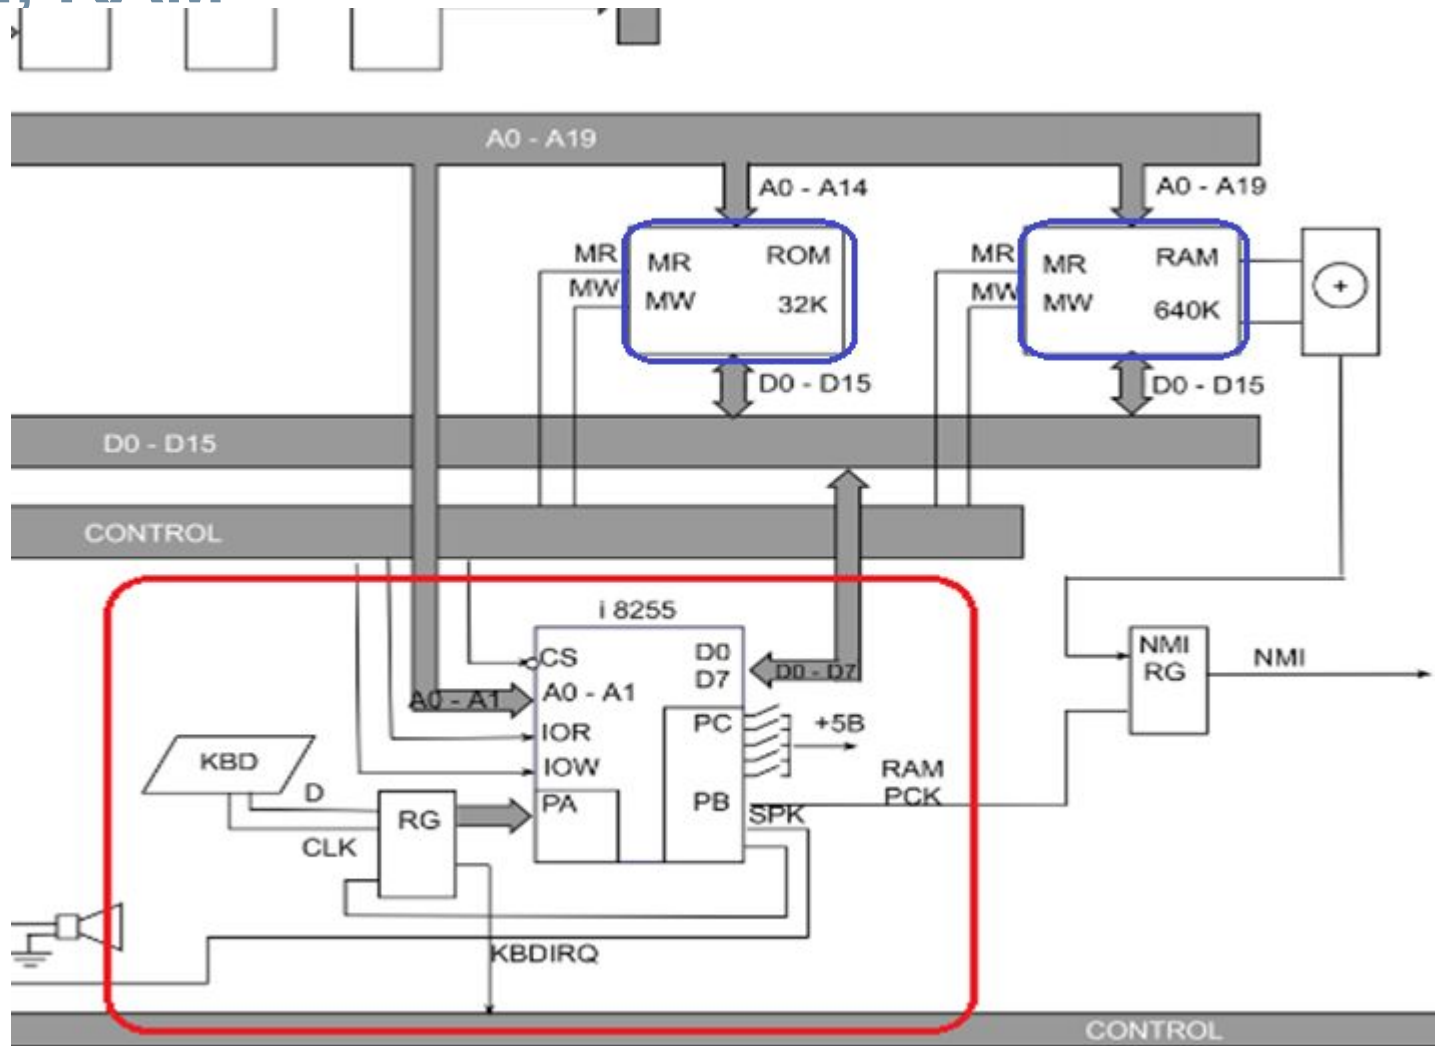 A0 - A19
A0 - A14
A0 - A19
MR
MW
MR
MW
ROM
32K
MR
MW
MR
MW
RAM
640K
+
D0 - D15
D0 - D15
D0 - D15
CONTROL
i 8255
CS
A0 - A1
A0 - A1
IOR
IOW
PA
D0
D7
D0 - D7
PC
PB
+5B
RAM
PCK
SPK
NMI
RG
NMI
KBD
D
CLK
RG
KBDIRQ
CONTROL